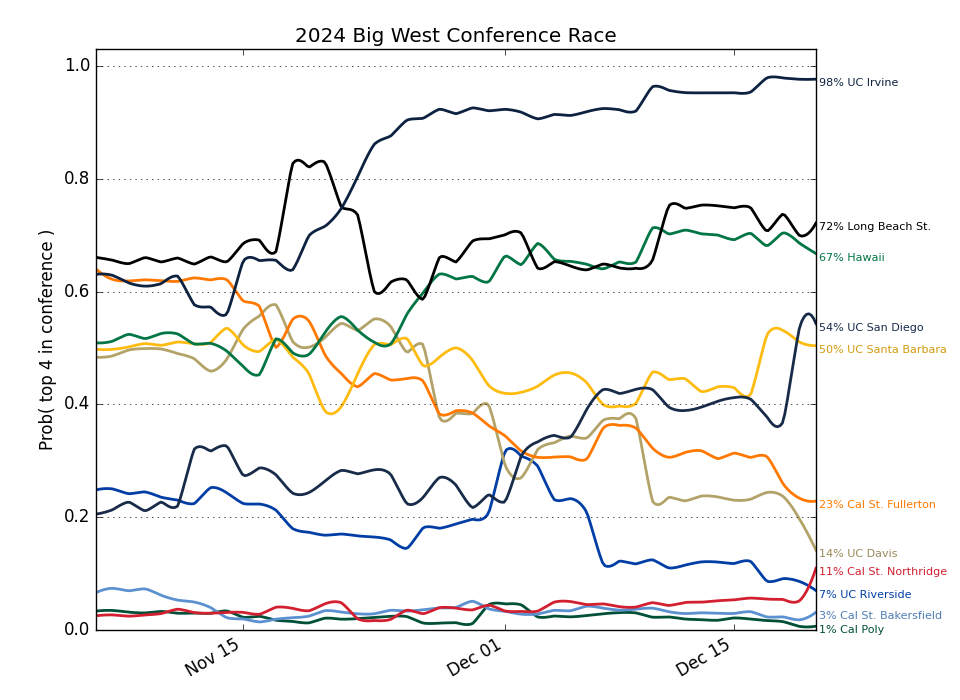 2024 Big West Conference Race
Prob( top 4 in conference )
1.0
0.8
0.6
0.4
0.2
0.0
Nov 15
Dec 01
Dec 15
98% UC Irvine
72% Long Beach St.
67% Hawaii
54% UC San Diego
50% UC Santa Barbara
23% Cal St. Fullerton
14% UC Davis
11% Cal St. Northridge
7% UC Riverside
3% Cal St. Bakersfield
1% Cal Poly